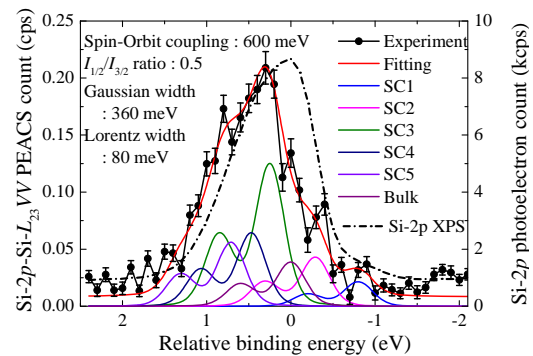 Si-2p-Si-L23 VV PEACS count (cps)
0.25
0.20
0.15
0.10
0.05
0.00
Spin-Orbit coupling : 600 meV
I1/2/I3/2 ratio : 0.5
Gaussian width
: 360 meV
Lorentz width
: 80 meV
Experiment
Fitting
SC1
SC2
SC3
SC4
SC5
Bulk
Si-2p XPS
10
8
6
4
2
0
Si-2p photoelectron count (kcps)
2 1 0 -1 -2
Relative binding energy (eV)